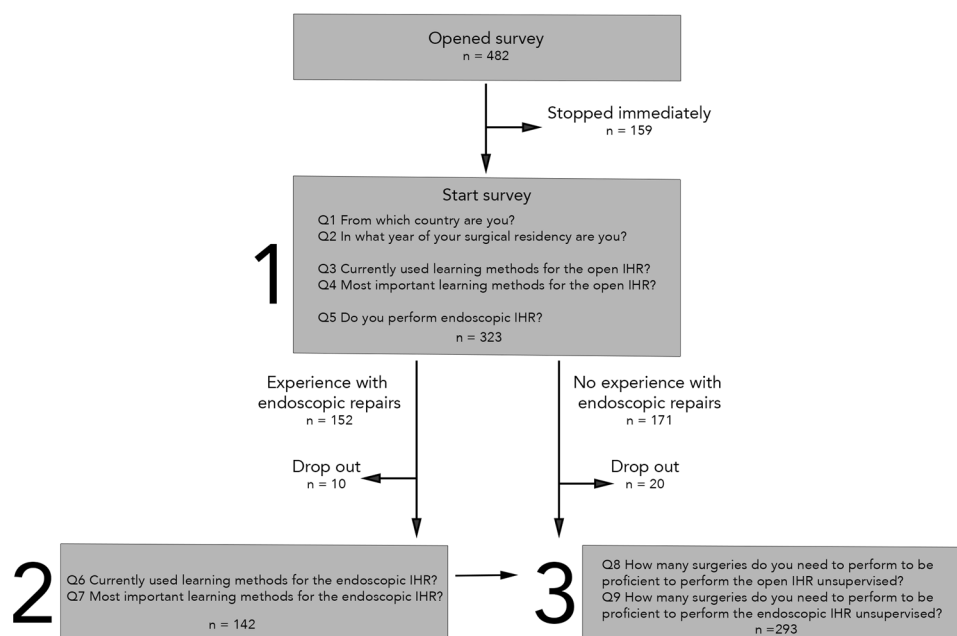 Opened survey
n = 482
Stopped immediately
n = 159
1
Start survey
Q1 From which country are you?
Q2 In what year of your surgical residency are you?
Q3 Currently used learning methods for the open IHR?
Q4 Most important learning methods for the open IHR?
Q5 Do you perform endoscopic IHR?
n = 323
Experience with
endoscopic repairs
n = 152
No experience with
endoscopic repairs
n = 171
Drop out
n = 10
Drop out
n = 20
2
Q6 Currently used learning methods for the endoscopic IHR?
Q7 Most important learning methods for the endoscopic IHR?
n = 142
3
Q8 How many surgeries do you need to perform to be
proficient to perform the open IHR unsupervised?
Q9 How many surgeries do you need to perform to be
proficient to perform the endoscopic IHR unsupervised?
n =293